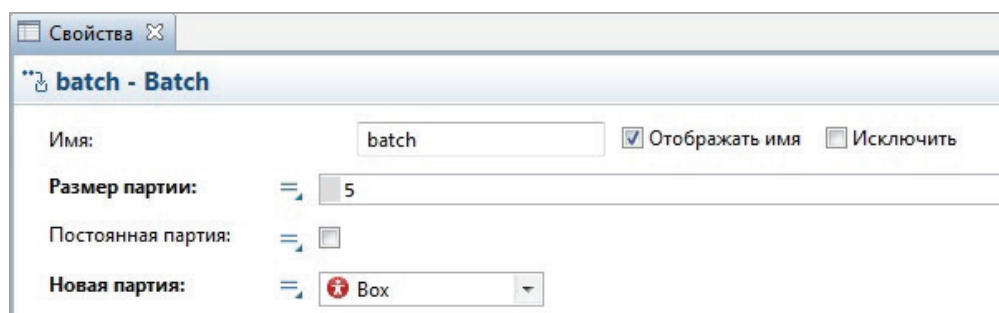 Свойства
batch - Batch
Имя: batch Отображать имя Исключить
Размер партии: 5
Постоянная партия:
Новая партия: Box